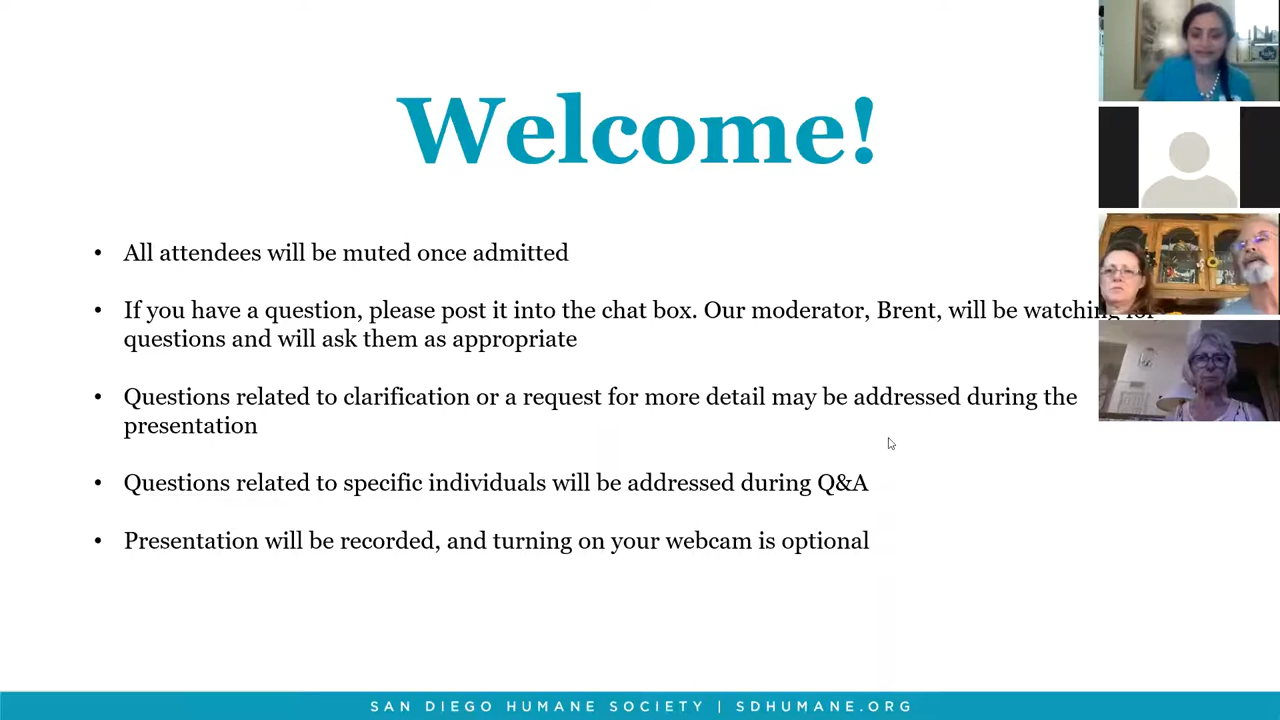 Welcome!
• All attendees will be muted once admitted
• If you have a question, please post it into the chat box. Our moderator, Brent, will be watching for
questions and will ask them as appropriate
• Questions related to clarification or a request for more detail may be addressed during the
presentation
• Questions related to specific individuals will be addressed during Q&A
• Presentation will be recorded, and turning on your webcam is optional
SAN DIEGO HUMANE SOCIETY | SDHUMANE.ORG